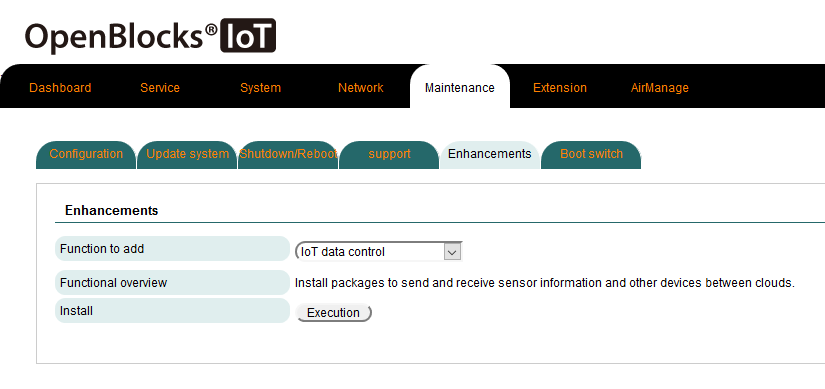 OpenBlocks® IoT
Dashboard Service System Network Maintenance Extension AirManage
Configuration Update system Shutdown/Reboot support Enhancements Boot switch
Enhancements
Function to add IoT data control
Functional overview Install packages to send and receive sensor information and other devices between clouds.
Install Execution